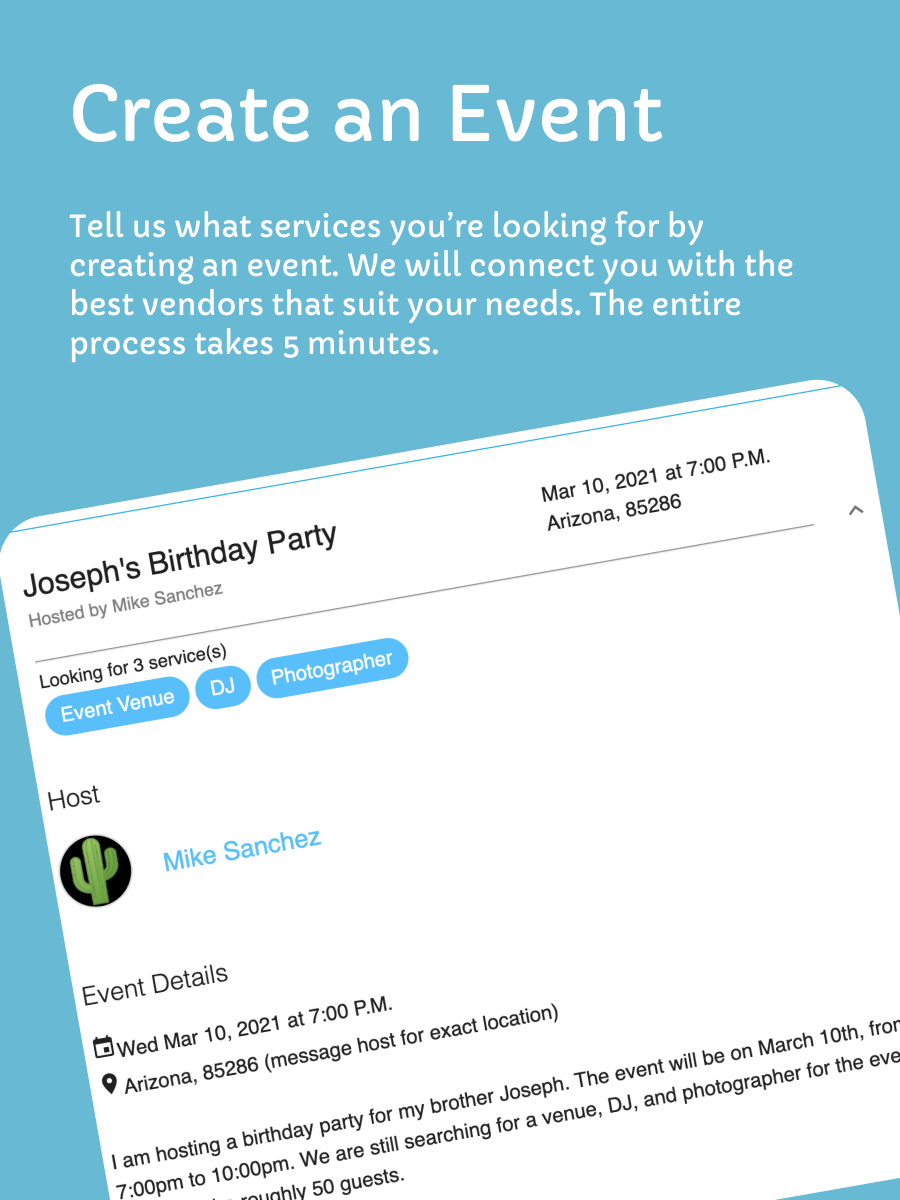 Create an Event
Tell us what services you’re looking for by
creating an event. We will connect you with the
best vendors that suit your needs. The entire
process takes 5 minutes.
Joseph's Birthday Party
Hosted by Mike Sanchez
Mar 10, 2021 at 7:00 P.M.
Arizona, 85286
Looking for 3 service(s)
Event Venue
DJ
Photographer
Host
Mike Sanchez
Event Details
Wed Mar 10, 2021 at 7:00 P.M.
Arizona, 85286 (message host for exact location)
I am hosting a birthday party for my brother Joseph. The event will be on March 10th,
7:00pm to 10:00pm. We are still searching for a venue, DJ, and photographer for the
roughly 50 guests.